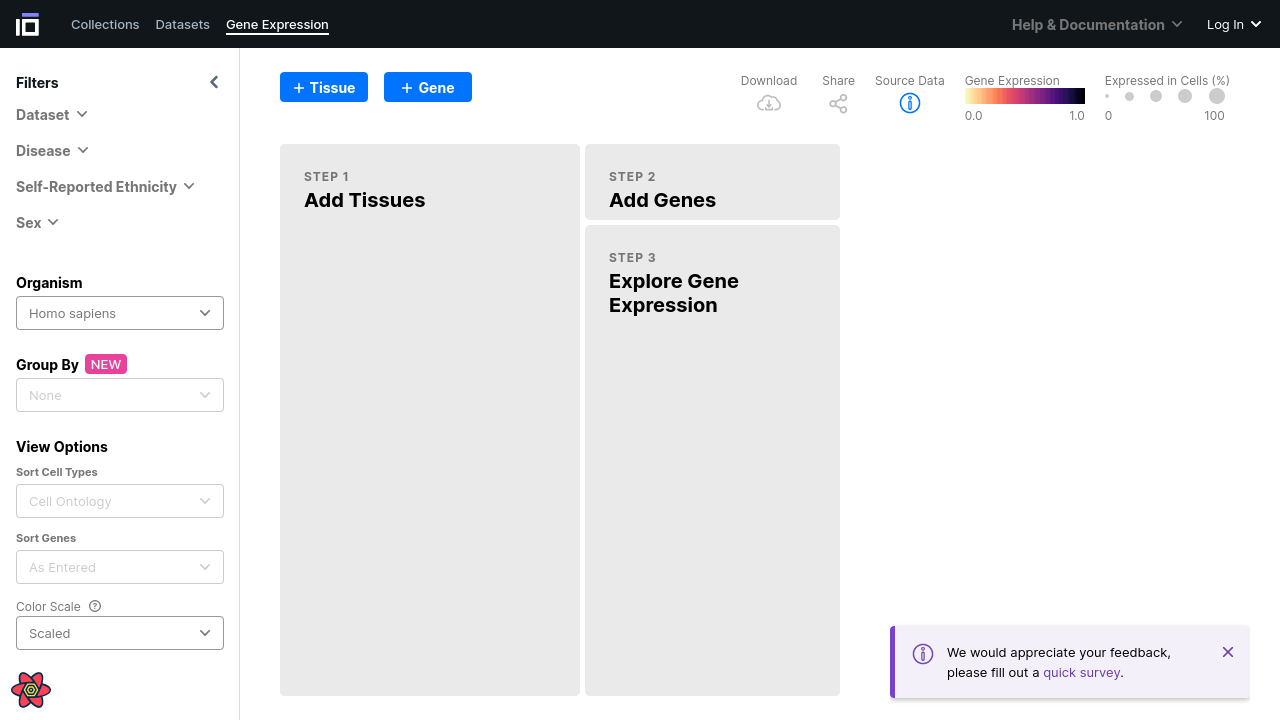 Collections Datasets Gene Expression Help & Documentation Log In
Filters
Dataset
Disease
Self-Reported Ethnicity
Sex
Organism
Homo sapiens
Group By NEW
None
View Options
Sort Cell Types
Cell Ontology
Sort Genes
As Entered
Color Scale
Scaled
+ Tissue
+ Gene
Download
Share
Source Data
Gene Expression
0.0 1.0
Expressed in Cells (%)
0 100
STEP 1
Add Tissues
STEP 2
Add Genes
STEP 3
Explore Gene
Expression
We would appreciate your feedback,
please fill out a quick survey.